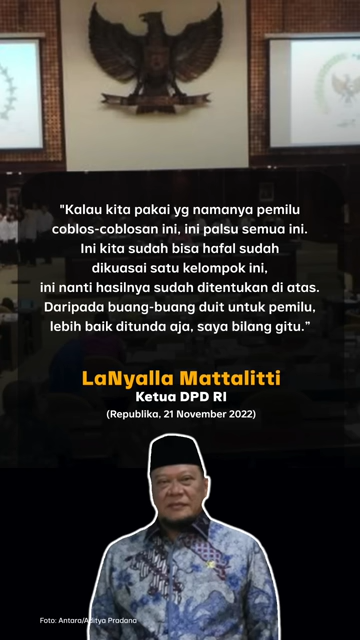 "Kalau kita pakai yg namanya pemilu
coblos-coblosan ini, ini palsu semua ini.
Ini kita sudah bisa hafal sudah
dikuasai satu kelompok ini,
ini nanti hasilnya sudah ditentukan di atas.
Daripada buang-buang duit untuk pemilu,
lebih baik ditunda aja, saya bilang gitu."
LaNyalla Mattalitti
Ketua DPD RI
(Republika, 21 November 2022)
Foto: Antara/Aditya Pradana